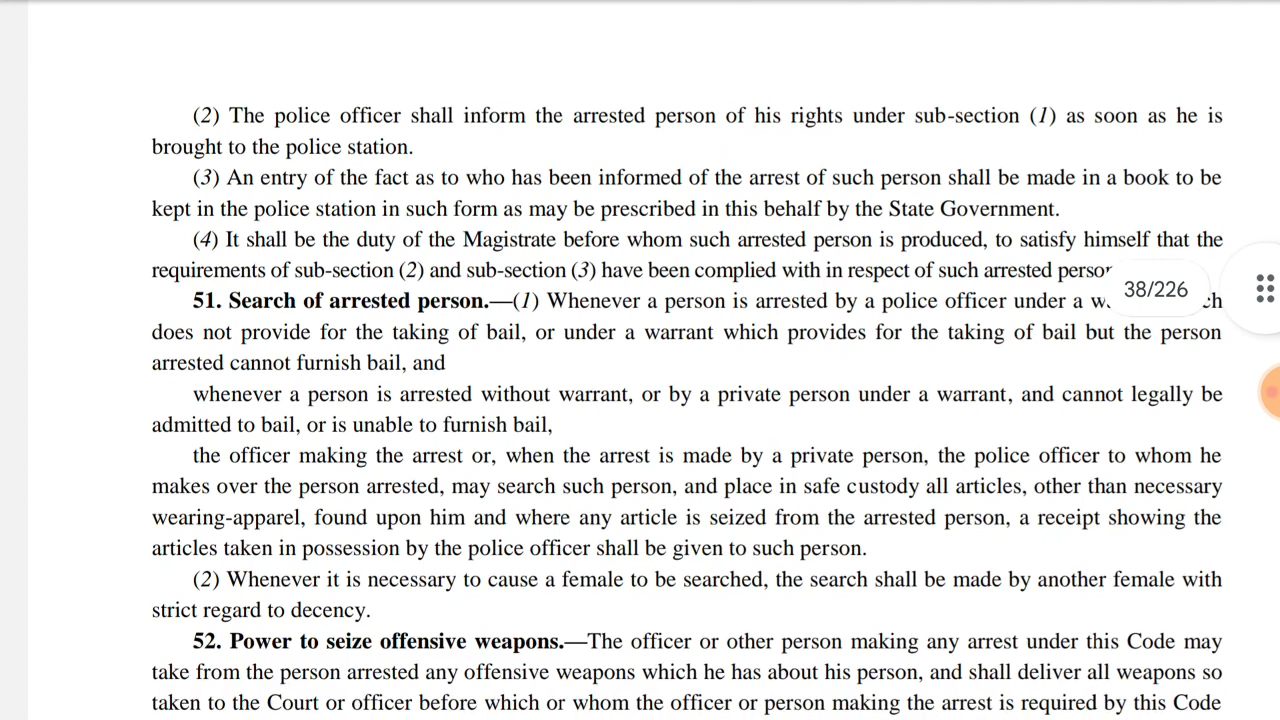 (2) The police officer shall inform the arrested person of his rights under sub-section (1) as soon as he is
brought to the police station.
(3) An entry of the fact as to who has been informed of the arrest of such person shall be made in a book to be
kept in the police station in such form as may be prescribed in this behalf by the State Government.
(4) It shall be the duty of the Magistrate before whom such arrested person is produced, to satisfy himself that the
requirements of sub-section (2) and sub-section (3) have been complied with in respect of such arrested
51. Search of arrested person.—(1) Whenever a person is arrested by a police officer under a
38/226
does not provide for the taking of bail, or under a warrant which provides for the taking of bail but the person
arrested cannot furnish bail, and
whenever a person is arrested without warrant, or by a private person under a warrant, and cannot legally be
admitted to bail, or is unable to furnish bail,
the officer making the arrest or, when the arrest is made by a private person, the police officer to whom he
makes over the person arrested, may search such person, and place in safe custody all articles, other than necessary
wearing-apparel, found upon him and where any article is seized from the arrested person, a receipt showing the
articles taken in possession by the police officer shall be given to such person.
(2) Whenever it is necessary to cause a female to be searched, the search shall be made by another female with
strict regard to decency.
52. Power to seize offensive weapons.—The officer or other person making any arrest under this Code may
take from the person arrested any offensive weapons which he has about his person, and shall deliver all weapons so
taken to the Court or officer before which or whom the officer or person making the arrest is required by this Code